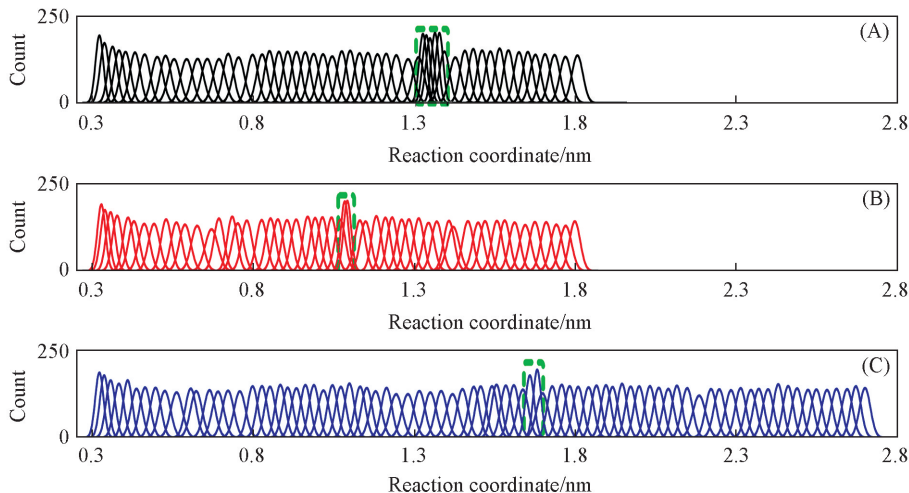 250
(A)
Count
0
0.3 0.8 1.3 1.8 2.3 2.8
Reaction coordinate/nm
250
(B)
Count
0
0.3 0.8 1.3 1.8 2.3 2.8
Reaction coordinate/nm
250
(C)
Count
0
0.3 0.8 1.3 1.8 2.3 2.8
Reaction coordinate/nm